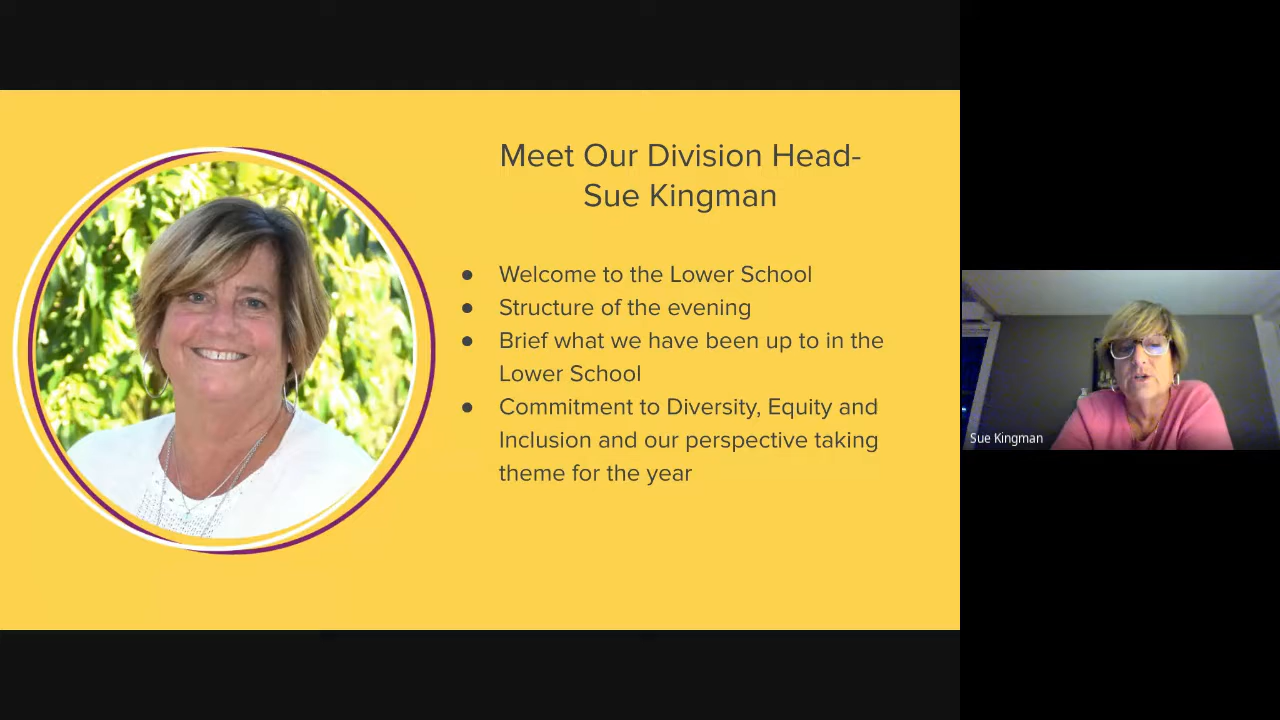 Meet Our Division Head-
Sue Kingman
● Welcome to the Lower School
● Structure of the evening
● Brief what we have been up to in the
Lower School
● Commitment to Diversity, Equity and
Inclusion and our perspective taking
theme for the year
Sue Kingman